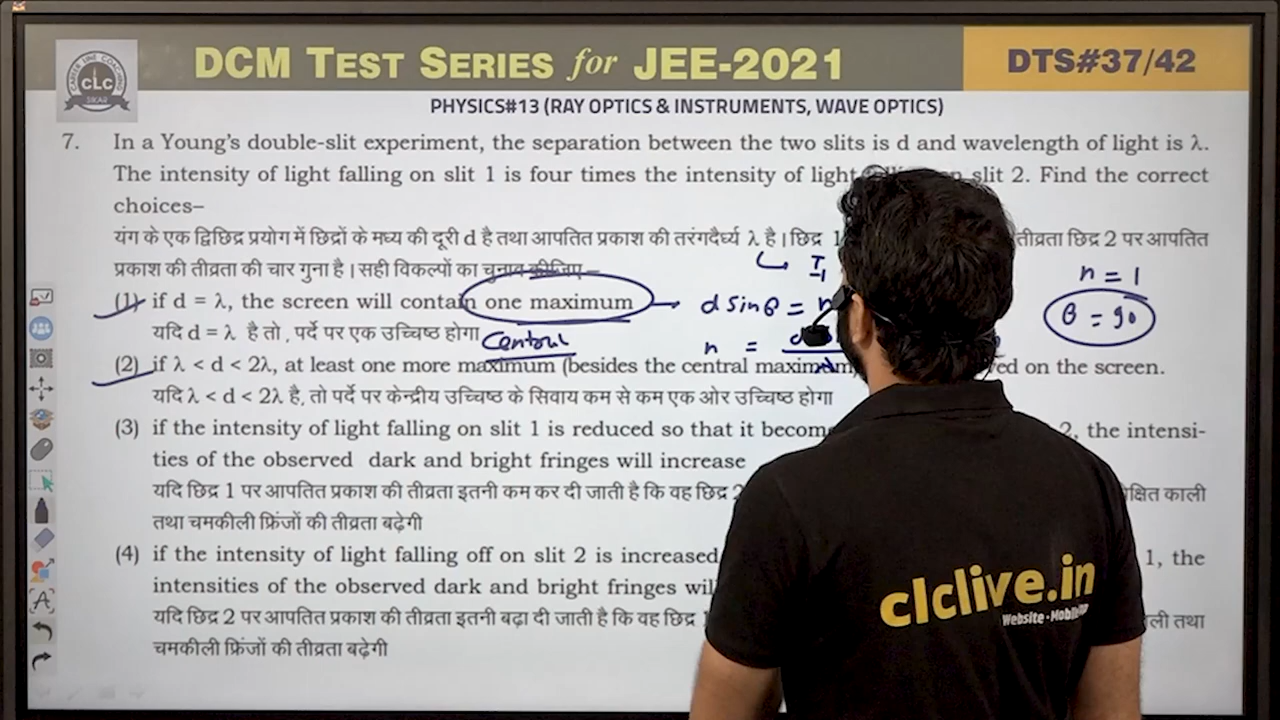 DCM TEST SERIES for JEE-2021
DTS#37/42
CLC
SIKAR
PHYSICS#13 (RAY OPTICS & INSTRUMENTS, WAVE OPTICS)
7. In a Young's double-slit experiment, the separation between the two slits is d and wavelength of light is λ.
The intensity of light falling on slit 1 is four times the intensity of light slit 2. Find the correct
choices–
यंग के एक द्विछिद्र प्रयोग में छिद्रों के मध्य की दूरी d है तथा आपतित प्रकाश की तरंगदैर्ध्य λ है। छिद्र 1 तीव्रता छिद्र 2 पर आपतित
प्रकाश की तीव्रता की चार गुना है। सही विकल्पों का चुनाव कीजिए–
I₁
n = 1
(1) if d = λ, the screen will contain one maximum
d sinθ =
θ = 90
यदि d = λ है तो, पर्दे पर एक उच्चिष्ठ होगा
Central
n =
(2) if λ < d < 2λ, at least one more maximum (besides the central on the screen.
यदि λ < d < 2λ है, तो पर्दे पर केन्द्रीय उच्चिष्ठ के सिवाय कम से कम एक ओर उच्चिष्ठ होगा
(3) if the intensity of light falling on slit 1 is reduced so that it 2, the intensi-
ties of the observed dark and bright fringes will increase
यदि छिद्र 1 पर आपतित प्रकाश की तीव्रता इतनी कम कर दी जाती है कि वह छिद्र काली
तथा चमकीली फ्रिंजों की तीव्रता बढ़ेगी
(4) if the intensity of light falling off on slit 2 is increased 1, the
intensities of the observed dark and bright fringes
यदि छिद्र 2 पर आपतित प्रकाश की तीव्रता इतनी बढ़ा दी जाती है कि वह छिद्र तथा
चमकीली फ्रिंजों की तीव्रता बढ़ेगी
clclive.in